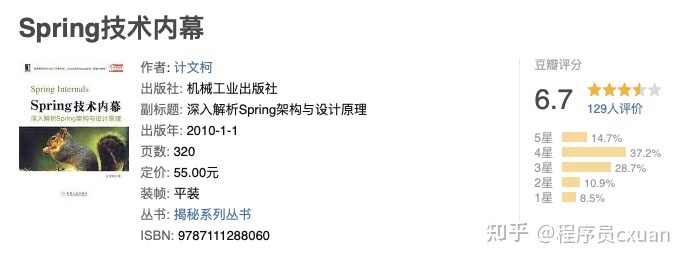 Spring技术内幕
Spring Internals
Spring技术内幕
深入解析Spring架构与设计原理
作者: 计文柯
出版社: 机械工业出版社
副标题: 深入解析Spring架构与设计原理
出版年: 2010-1-1
页数: 320
定价: 55.00元
装帧: 平装
丛书: 揭秘系列丛书
ISBN: 9787111288060
豆瓣评分
6.7
129人评价
5星 14.7%
4星 37.2%
3星 28.7%
2星 10.9%
1星 8.5%
知乎 @程序员cxuan